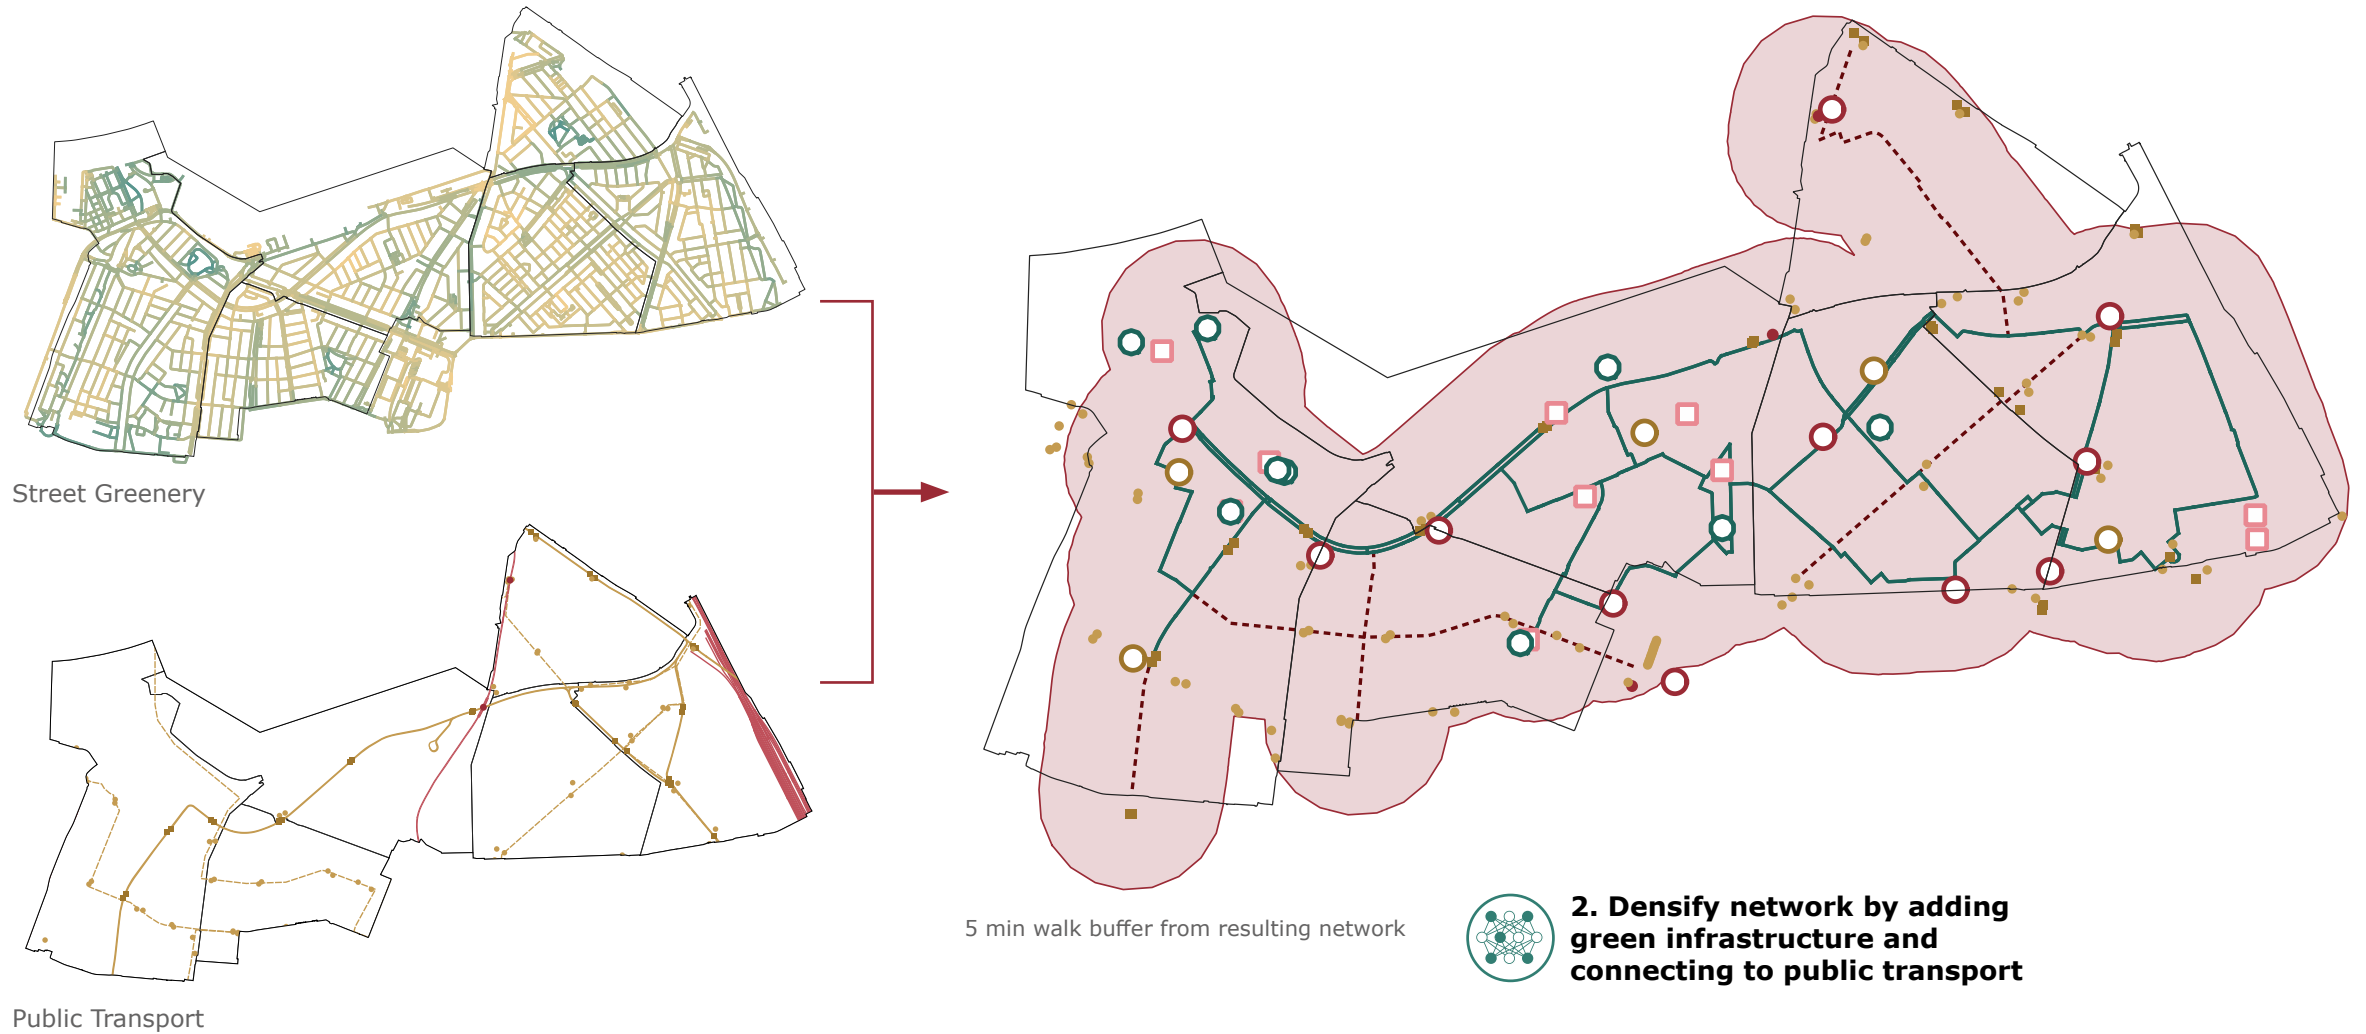 Street Greenery
Public Transport
5 min walk buffer from resulting network
2. Densify network by adding
green infrastructure and
connecting to public transport